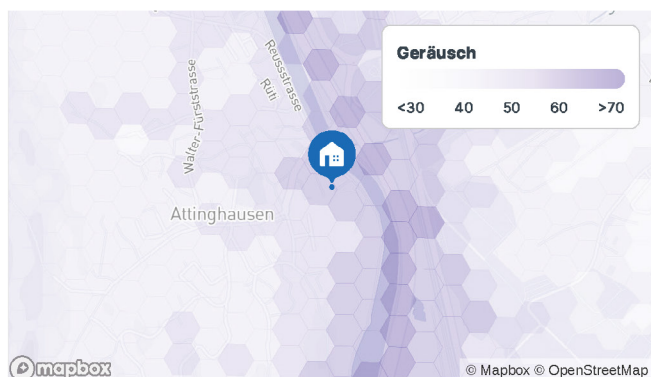 Geräusch
<30 40 50 60 >70
Reussstrasse
Rüti
Walter-Fürststrasse
Attinghausen
mapbox
© Mapbox © OpenStreetMap